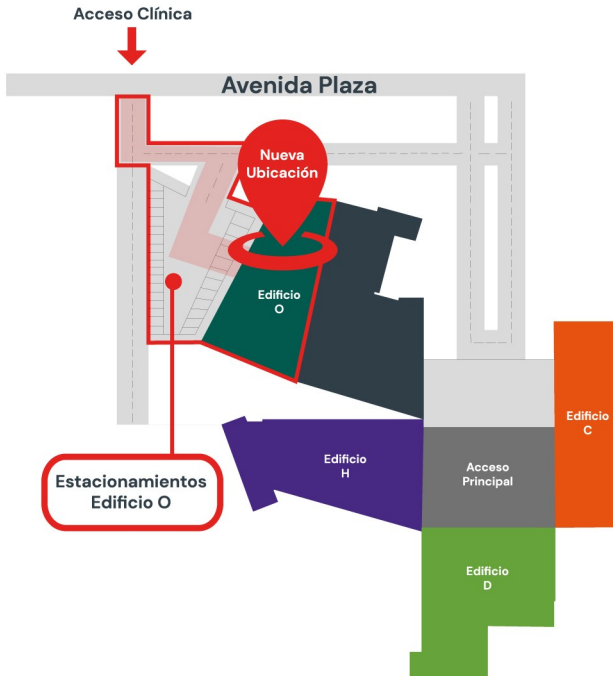 Acceso Clínica
Avenida Plaza
Nueva
Ubicación
Edificio
O
Estacionamientos
Edificio O
Edificio
H
Acceso
Principal
Edificio
C
Edificio
D